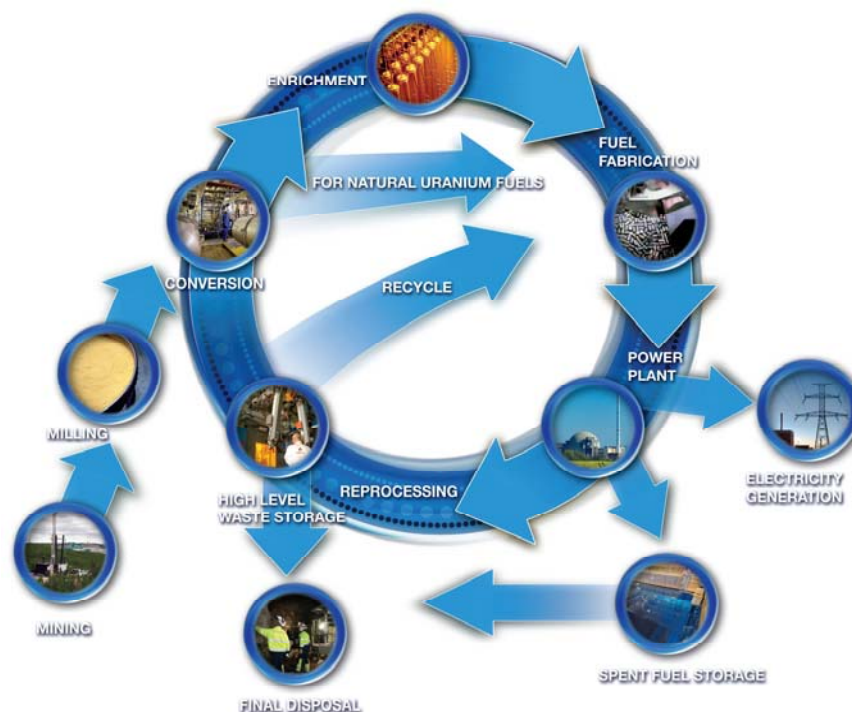 ENRICHMENT
FUEL
FABRICATION
FOR NATURAL URANIUM FUELS
CONVERSION
RECYCLE
POWER
PLANT
MILLING
ELECTRICITY
GENERATION
REPROCESSING
HIGH LEVEL
WASTE STORAGE
MINING
SPENT FUEL STORAGE
FINAL DISPOSAL